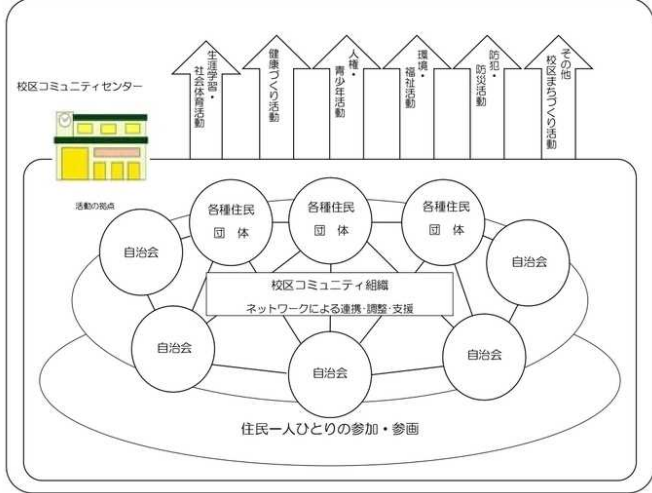 校区コミュニティセンター
活動の拠点
生涯学習・
社会体育活動
健康づくり活動
人権・
青少年活動
環境・
福祉活動
防犯・
防災活動
その他
校区まちづくり活動
各種住民
団　体
各種住民
団　体
各種住民
団　体
自治会
自治会
校区コミュニティ組織
ネットワークによる連携・調整・支援
自治会
自治会
自治会
住民一人ひとりの参加・参画